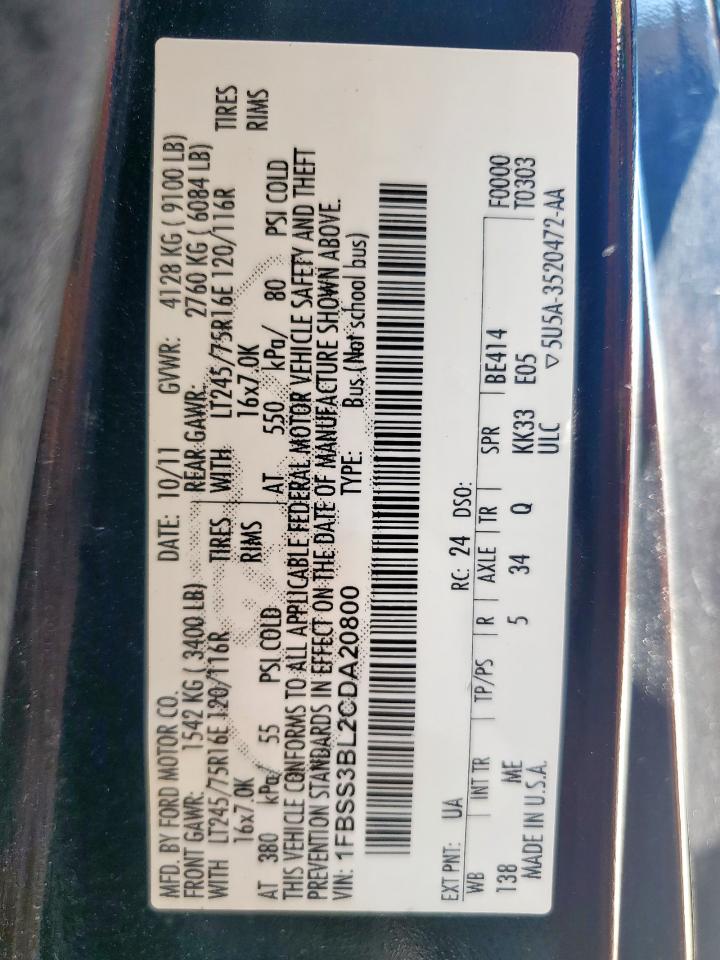 MFD. BY FORD MOTOR CO. DATE: 10/11 GVWR: 4128 KG ( 9100 LB)
FRONT GAWR: 1542 KG ( 3400 LB) REAR GAWR: 2760 KG ( 6084 LB)
WITH LT245/75R16E 120/116R TIRES WITH LT245/75R16E 120/116R TIRES
16x7.0K RIMS 16x7.0K RIMS
AT 380 kPa/ 55 PSI COLD AT 550 kPa/ 80 PSI COLD
THIS VEHICLE CONFORMS TO ALL APPLICABLE FEDERAL MOTOR VEHICLE SAFETY AND THEFT
PREVENTION STANDARDS IN EFFECT ON THE DATE OF MANUFACTURE SHOWN ABOVE.
VIN: 1FBSS3BL2CDA20800 TYPE: Bus (Not school bus)
EXT PNT: UA RC: 24 DSO: F0000
WB INT TR TP/PS R AXLE TR SPR BE414 T0303
138 ME 5 34 Q KK33 E05
MADE IN U.S.A. ULC ▽5U5A-3520472-AA